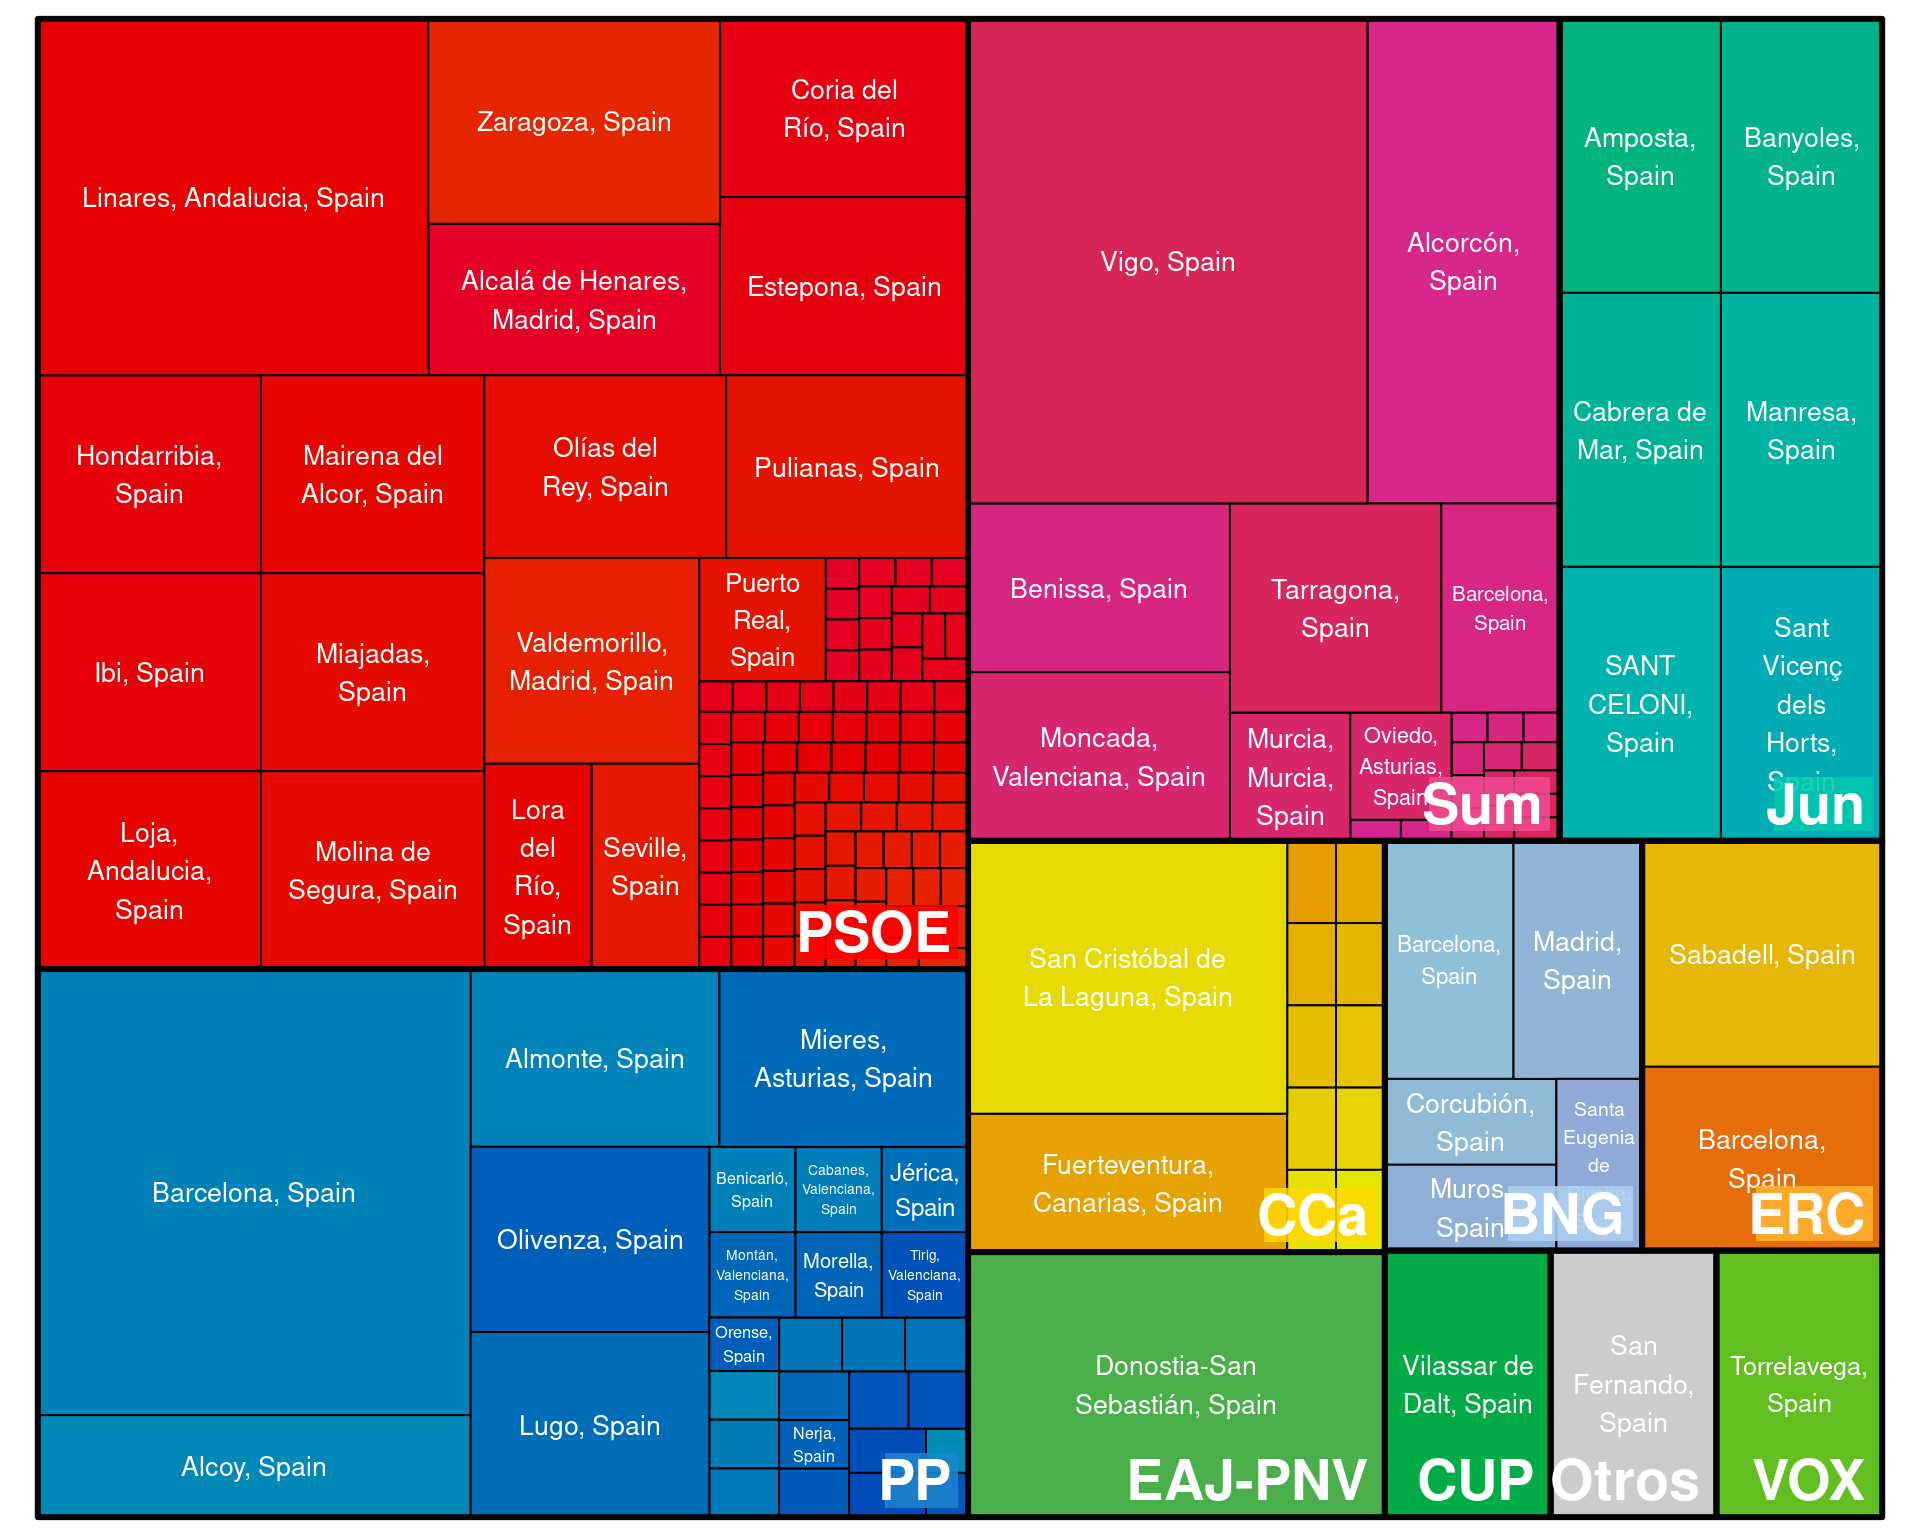 Linares, Andalucia, Spain
Zaragoza, Spain
Alcalá de Henares,
Madrid, Spain
Coria del
Río, Spain
Estepona, Spain
Hondarribia,
Spain
Mairena del
Alcor, Spain
Olías del
Rey, Spain
Pulianas, Spain
Ibi, Spain
Miajadas,
Spain
Valdemorillo,
Madrid, Spain
Puerto
Real,
Spain
Loja,
Andalucia,
Spain
Molina de
Segura, Spain
Lora
del
Río,
Spain
Seville,
Spain
PSOE
Vigo, Spain
Alcorcón,
Spain
Benissa, Spain
Tarragona,
Spain
Barcelona,
Spain
Moncada,
Valenciana, Spain
Murcia,
Murcia,
Spain
Oviedo,
Asturias,
Spain
Sum
Amposta,
Spain
Banyoles,
Spain
Cabrera de
Mar, Spain
Manresa,
Spain
SANT
CELONI,
Spain
Sant
Vicenç
dels
Horts,
Spain
Jun
Barcelona, Spain
Alcoy, Spain
Almonte, Spain
Mieres,
Asturias, Spain
Olivenza, Spain
Lugo, Spain
Benicarló,
Spain
Cabanes,
Valenciana,
Spain
Jérica,
Spain
Montán,
Valenciana,
Spain
Morella,
Spain
Tirig,
Valenciana,
Spain
Orense,
Spain
Nerja,
Spain
PP
San Cristóbal de
La Laguna, Spain
Fuerteventura,
Canarias, Spain
CCa
Barcelona,
Spain
Madrid,
Spain
Corcubión,
Spain
Muros,
Spain
Santa
Eugenia
de
BNG
Sabadell, Spain
Barcelona,
Spain
ERC
Donostia-San
Sebastián, Spain
EAJ-PNV
Vilassar de
Dalt, Spain
CUP
San
Fernando,
Spain
Otros
Torrelavega,
Spain
VOX